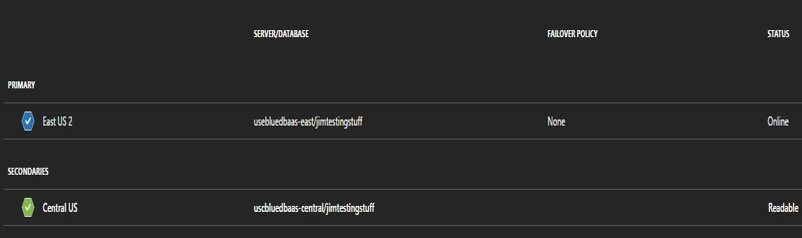 SERVER/DATABASE FAILOVER POLICY STATUS
PRIMARY
East US 2 usebluedbaas-east/jimtestingstuff None Online
SECONDARIES
Central US uscbluedbaas-central/jimtestingstuff Readable